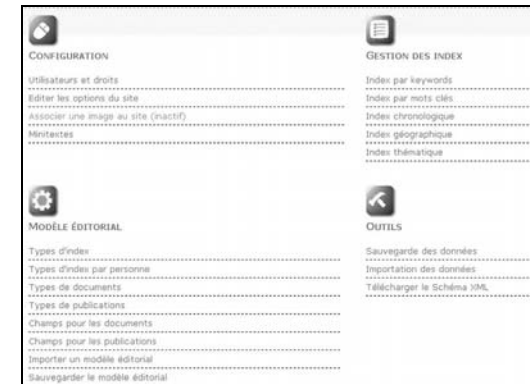 CONFIGURATION
Utilisateurs et droits
Editer les options du site
Associer une image au site (inactif)
Minitextes
GESTION DES INDEX
Index par keywords
Index par mots clés
Index chronologique
Index géographique
Index thématique
MODÈLE ÉDITORIAL
Types d'index
Types d'index par personne
Types de documents
Types de publications
Champs pour les documents
Champs pour les publications
Importer un modèle éditorial
Sauvegarder le modèle éditorial
OUTILS
Sauvegarde des données
Importation des données
Télécharger le Schéma XML